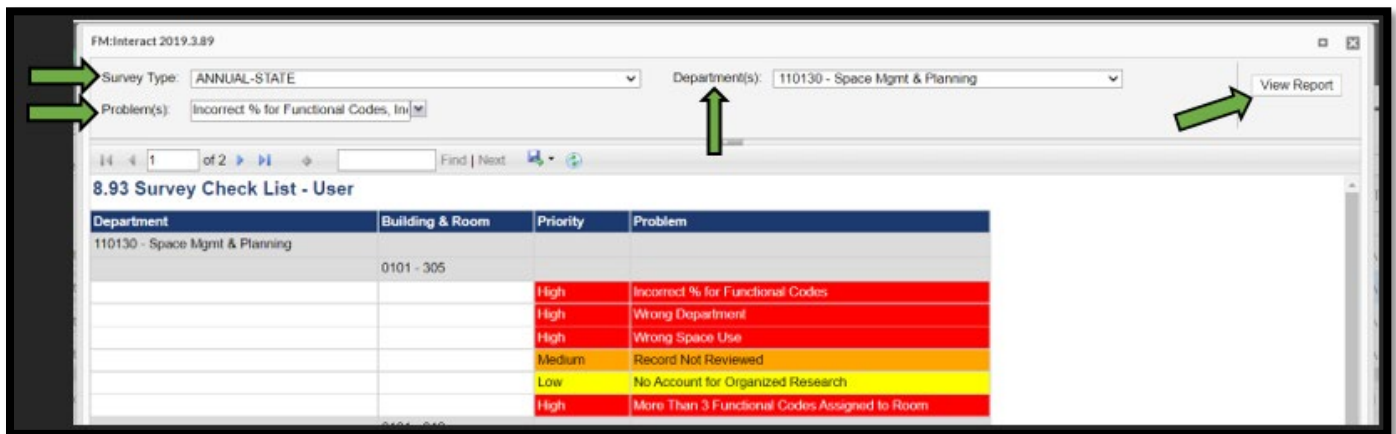 FM:Interact 2019.3.89
Survey Type: ANNUAL-STATE Department(s): 110130 - Space Mgmt & Planning View Report
Problem(s): Incorrect % for Functional Codes, In
1 of 2 Find | Next
8.93 Survey Check List - User
Department Building & Room Priority Problem
110130 - Space Mgmt & Planning
0101 - 305
High Incorrect % for Functional Codes
High Wrong Department
High Wrong Space Use
Medium Record Not Reviewed
Low No Account for Organized Research
High More Than 3 Functional Codes Assigned to Room